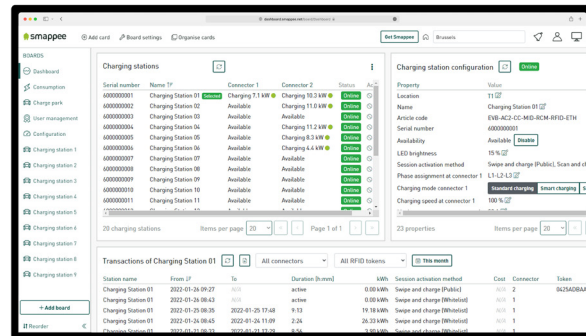 dashboard.smappee.net
smappee
Add card
Board settings
Organise cards
Get Smappee
Brussels
BOARDS
Dashboard
Consumption
Charge park
User management
Configuration
Charging station 1
Charging station 2
Charging station 3
Charging station 4
Charging station 5
Charging station 6
Charging station 7
Charging station 8
Charging station 9
+ Add board
Reorder
Charging stations
Serial number Name Connector 1 Connector 2 Status
6000000001 Charging Station 01 Selected Charging 7.1 kW Charging 10.3 kW Online
6000000002 Charging Station 02 Available Charging 11.0 kW Online
6000000003 Charging Station 03 Available Available Online
6000000004 Charging Station 04 Available Charging 11.2 kW Online
6000000005 Charging Station 05 Available Charging 8.3 kW Online
6000000006 Charging Station 06 Available Charging 6.4 kW Online
6000000007 Charging Station 07 Available Available Online
6000000008 Charging Station 08 Available Available Online
6000000009 Charging Station 09 Available Available Online
6000000010 Charging Station 10 Available Available Online
6000000011 Charging Station 11 Available Available Online
20 charging stations Items per page 20 Page 1 of 1
Charging station configuration Online
Property Value
Location T1
Name Charging Station 01
Article code EVB-AC2-CC-MID-RCM-RFID-ETH
Serial number 6000000001
Availability Available Disable
LED brightness 15 %
Session activation method Swipe and charge (Public), Scan and
Phase assignment at connector 1 L1-L2-L3
Charging mode connector 1 Standard charging Smart charging
Charging speed at connector 1 100 %
23 properties Items per page 20
Transactions of Charging Station 01 All connectors All RFID tokens This month
Station name From To Duration [h:mm] kWh Session activation method Cost Connector Token
Charging Station 01 2022-01-26 09:27 N/A active 0.00 kWh Swipe and charge (Public) N/A 2
Charging Station 01 2022-01-26 08:43 N/A active 0.00 kWh Swipe and charge (Whitelist) N/A 1
Charging Station 01 2022-01-25 08:35 2022-01-25 17:48 9:13 19.18 kWh Swipe and charge (Whitelist) N/A 1
Charging Station 01 2022-01-24 08:45 2022-01-24 11:09 2:24 26.33 kWh Swipe and charge (Whitelist) N/A 1